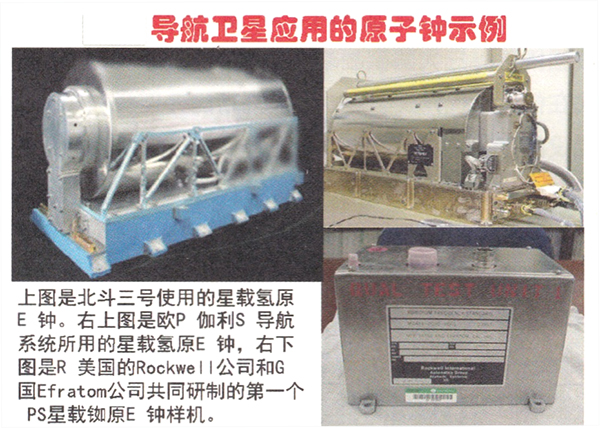 导航卫星应用的原子钟示例
上图是北斗三号使用的星载氢原
E 钟。右上图是欧P 伽利S 导航
系统所用的星载氢原E 钟，右下
图是R 美国的Rockwell公司和G
国Efratom公司共同研制的第一个
PS星载铷原E 钟样机。
TEST UNIT 1
Rockwell International